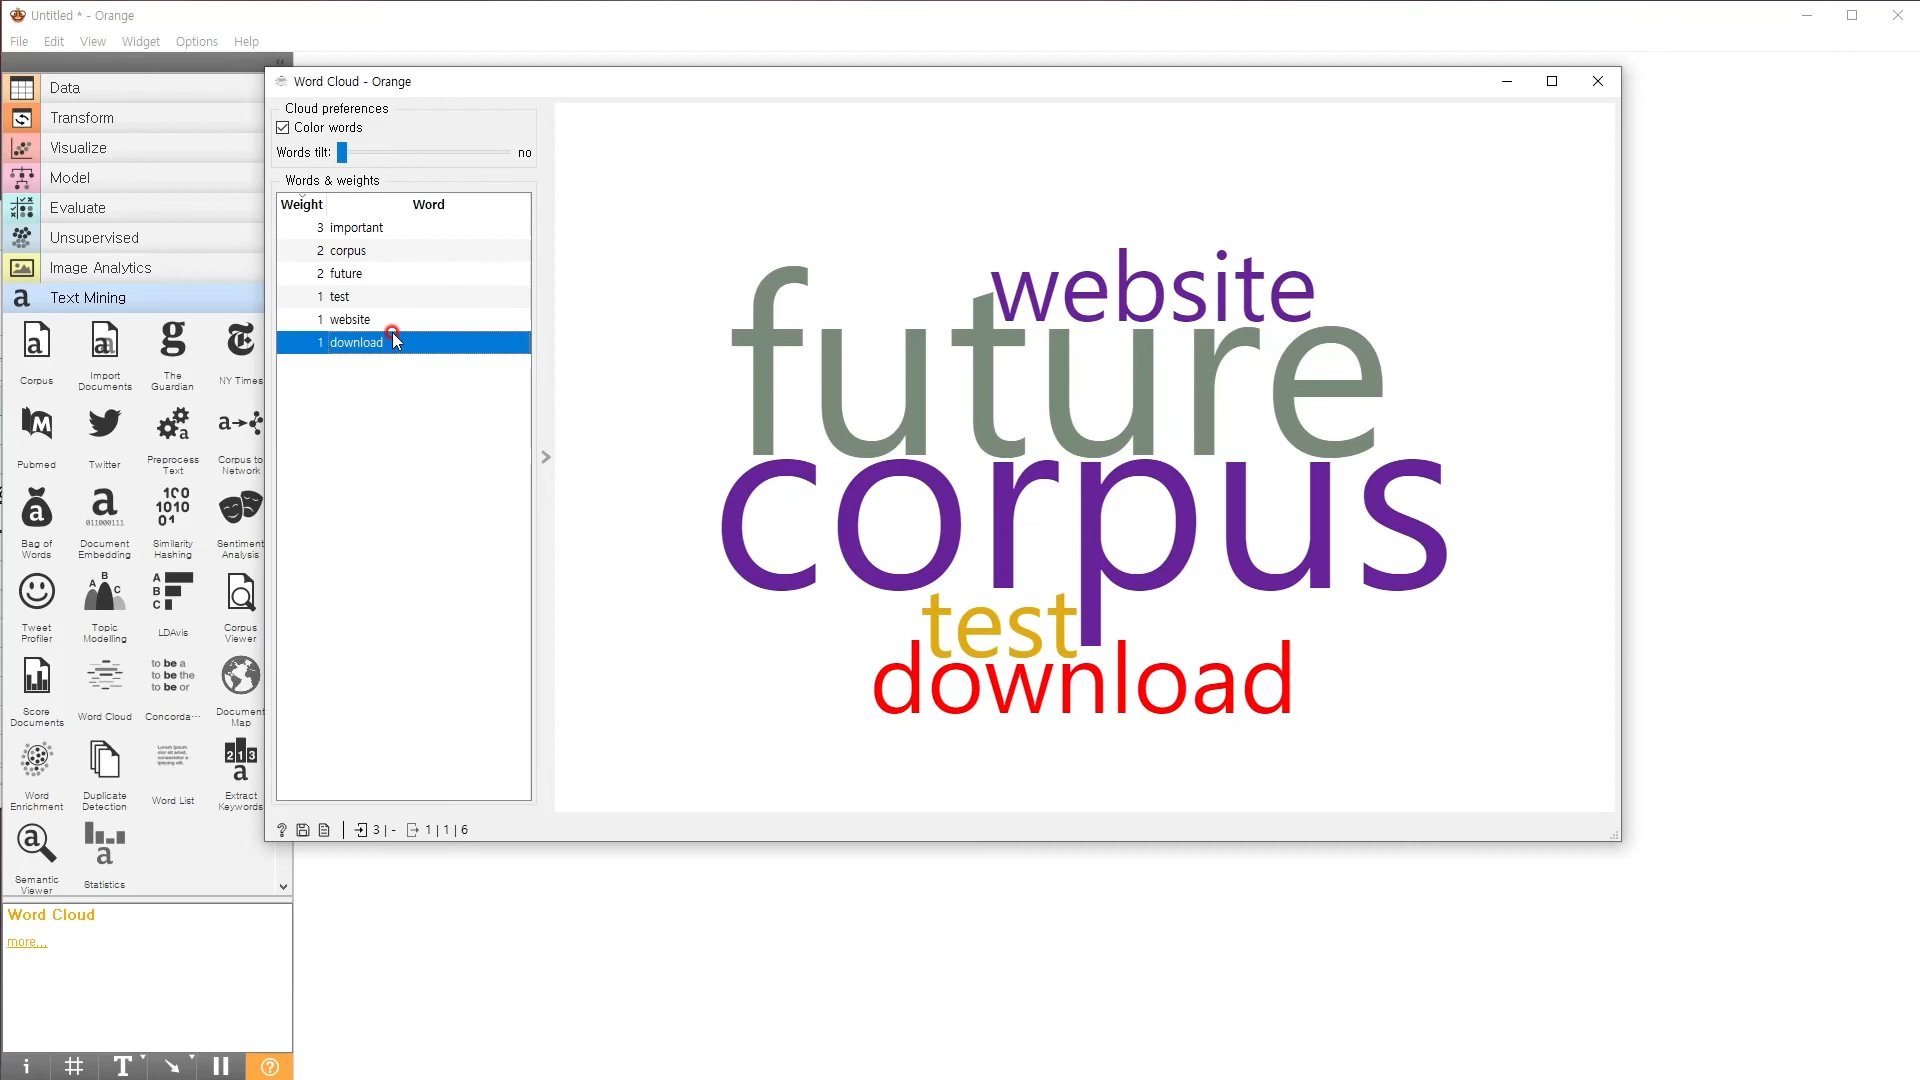 Untitled * - Orange
File Edit View Widget Options Help
Data
Transform
Visualize
Model
Evaluate
Unsupervised
Image Analytics
Text Mining
Corpus
Import Documents
The Guardian
NY Times
Pubmed
Twitter
Preprocess Text
Corpus to Network
Bag of Words
Document Embedding
Similarity Hashing
Sentiment Analysis
Tweet Profiler
Topic Modelling
LDAvis
Corpus Viewer
Score Documents
Word Cloud
Concorda···
Document Map
Word Enrichment
Duplicate Detection
Word List
Extract Keywords
Semantic Viewer
Statistics
Word Cloud
more...
Word Cloud - Orange
Cloud preferences
Color words
Words tilt: no
Words & weights
Weight Word
3 important
2 corpus
2 future
1 test
1 website
1 download
? 3 | - 1 | 1 | 6
website
future
corpus
test
download